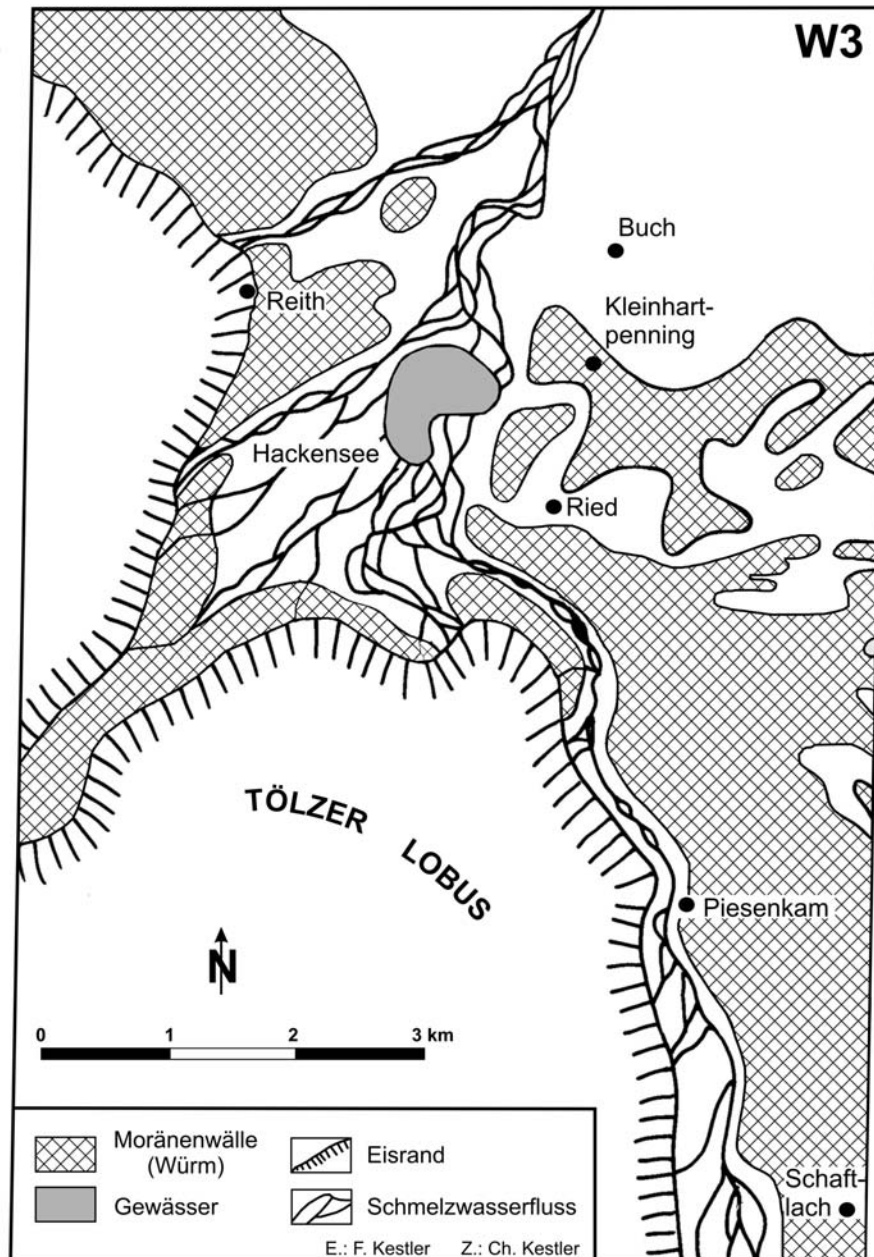 W3
Buch
Kleinhart-
penning
Reith
Hackensee
Ried
TÖLZER LOBUS
Piesenkam
N
0 1 2 3 km
Schaft-
lach
Moränenwälle
(Würm)
Eisrand
Gewässer
Schmelzwasserfluss
E.: F. Kestler Z.: Ch. Kestler